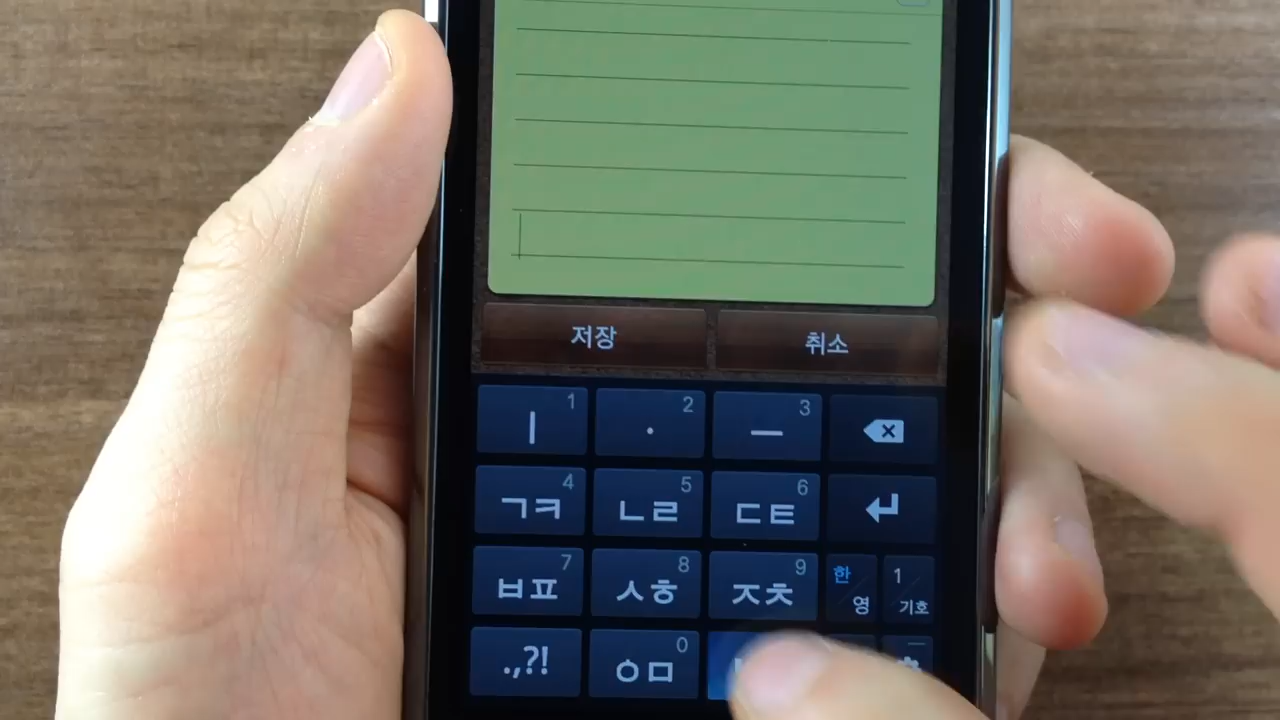 저장 취소
ㅣ 1 · 2 ㅡ 3
ㄱㅋ 4 ㄴㄹ 5 ㄷㅌ 6
ㅂㅍ 7 ㅅㅎ 8 ㅈㅊ 9 한/영 1/기호
.,?! ㅇㅁ 0